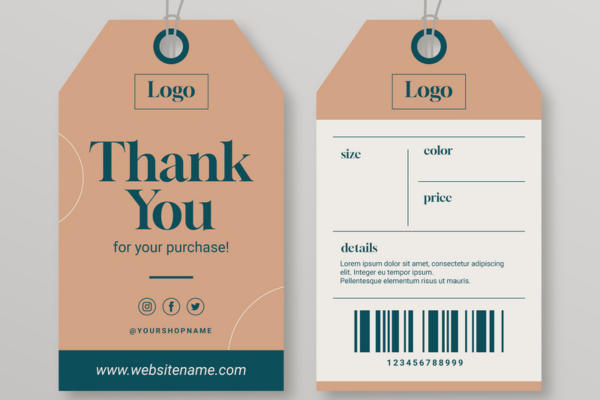 Logo
Thank
You
for your purchase!
@YOURSHOPNAME
www.websitename.com
Logo
size
color
price
details
Lorem ipsum dolor sit amet, consectetur adipiscing
elit. Integer eu tempor ipsum.
Pellentesque elementum risus ut mauris.
123456788999